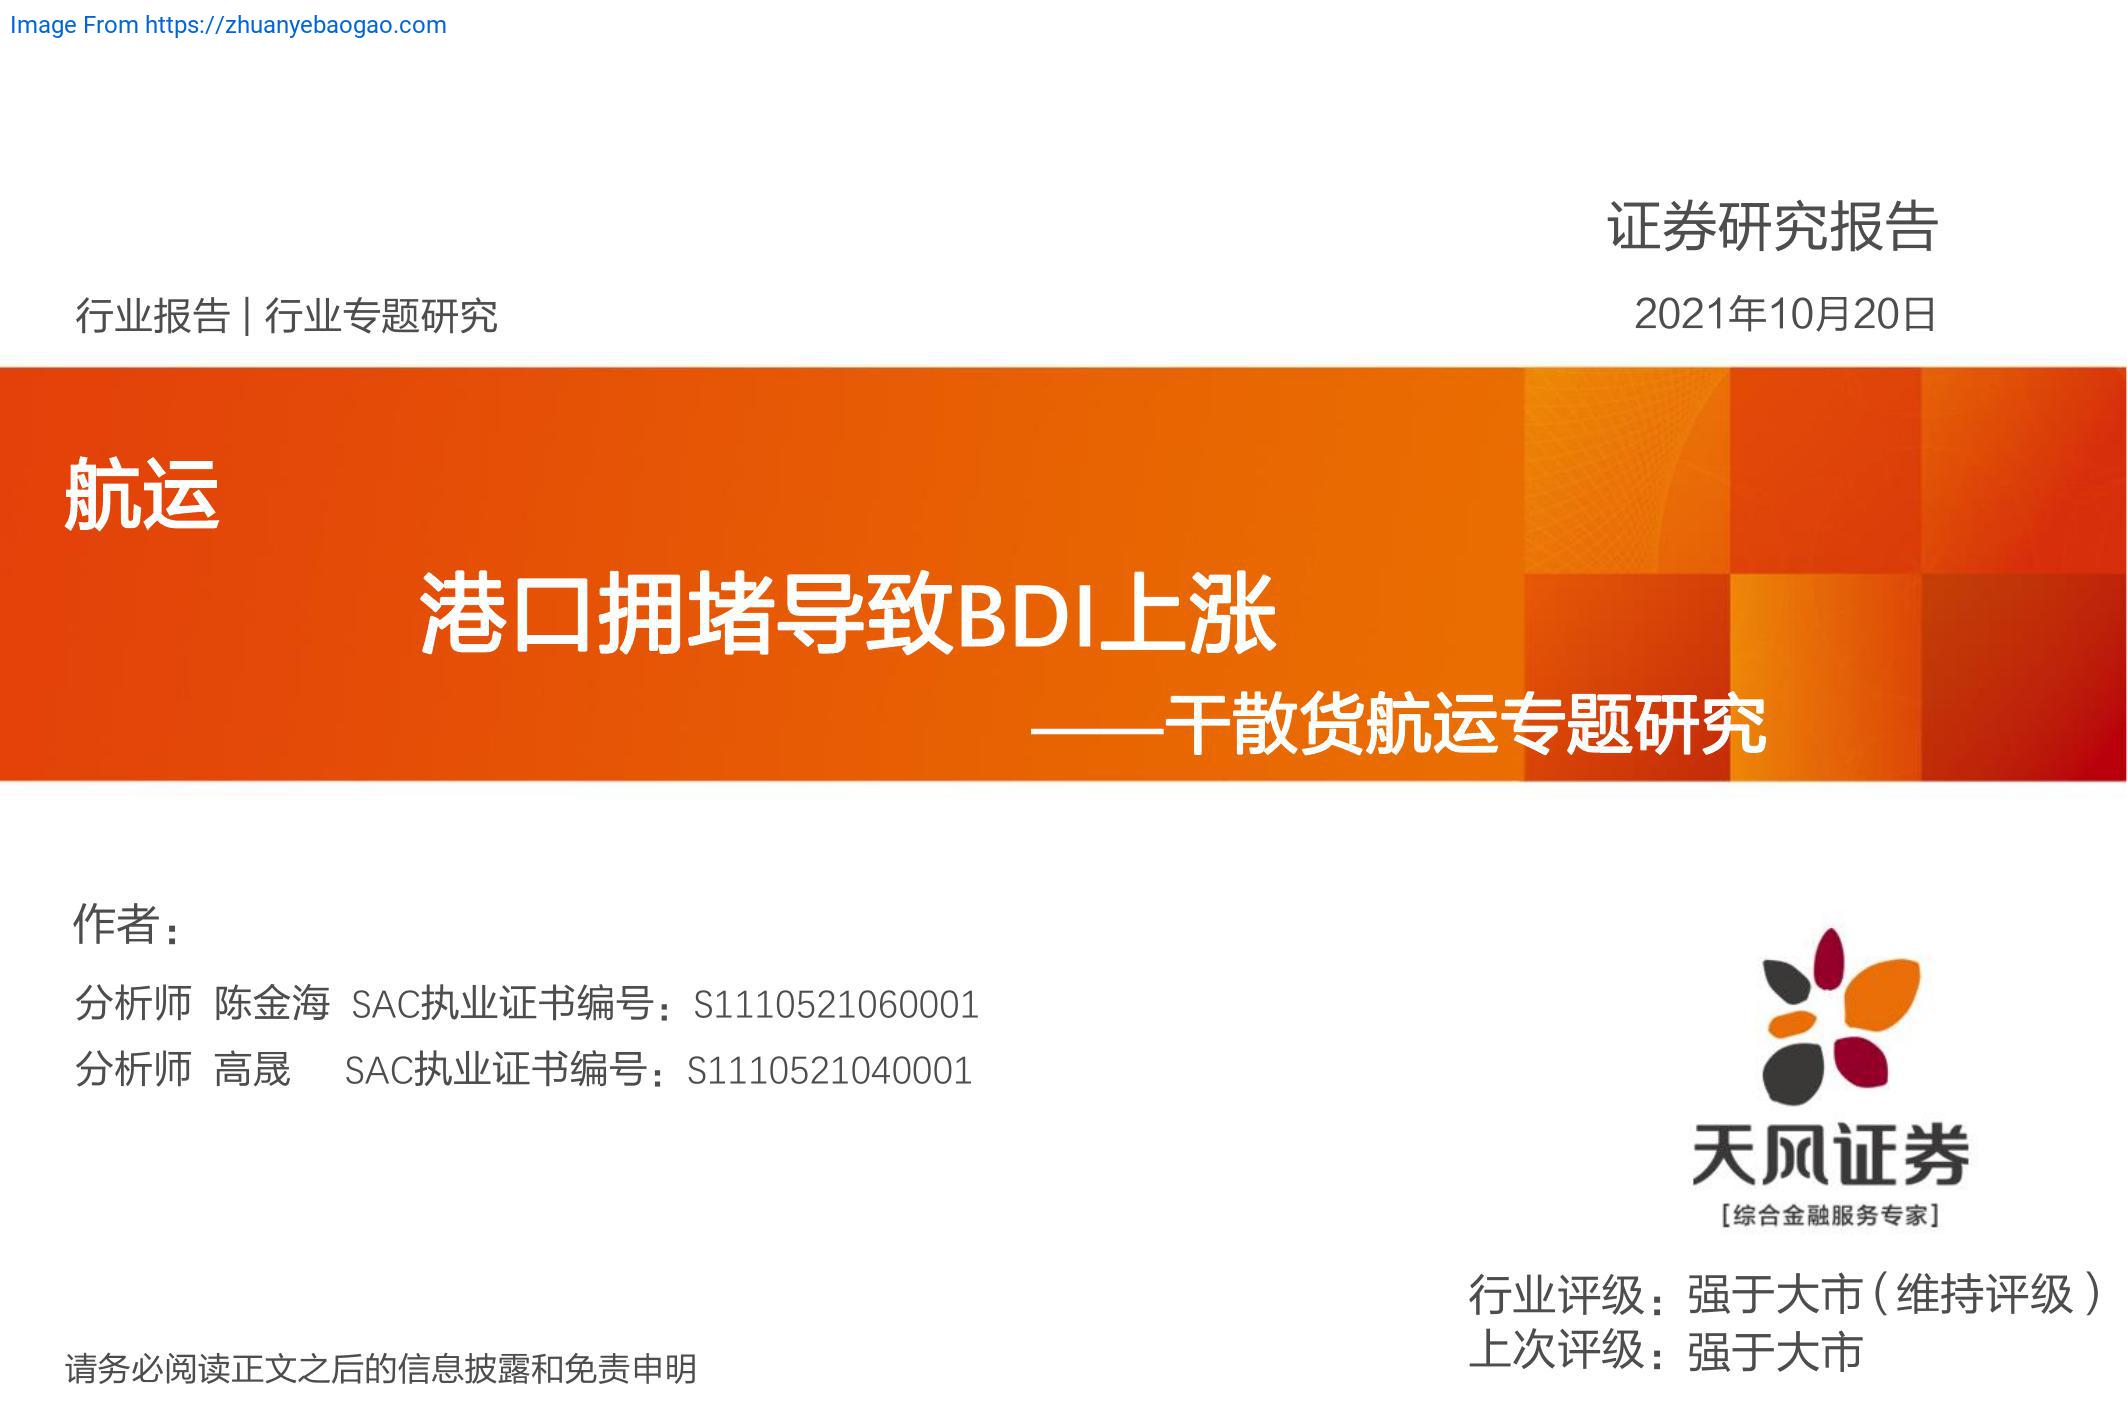 Image From https://zhuanyebaogao.com
证券研究报告
行业报告 | 行业专题研究
2021年10月20日
航运
港口拥堵导致BDI上涨
——干散货航运专题研究
作者：
分析师 陈金海 SAC执业证书编号：S1110521060001
分析师 高晟 SAC执业证书编号：S1110521040001
天风证券
[综合金融服务专家]
行业评级：强于大市（维持评级）
上次评级：强于大市
请务必阅读正文之后的信息披露和免责申明